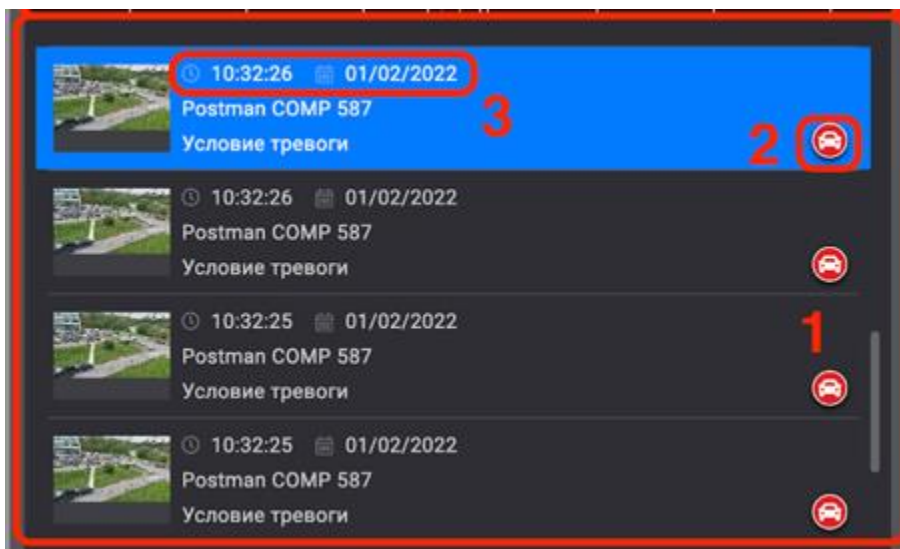 10:32:26 01/02/2022
3
Postman COMP 587
Условие тревоги
2
10:32:26 01/02/2022
Postman COMP 587
Условие тревоги
10:32:25 01/02/2022
1
Postman COMP 587
Условие тревоги
10:32:25 01/02/2022
Postman COMP 587
Условие тревоги